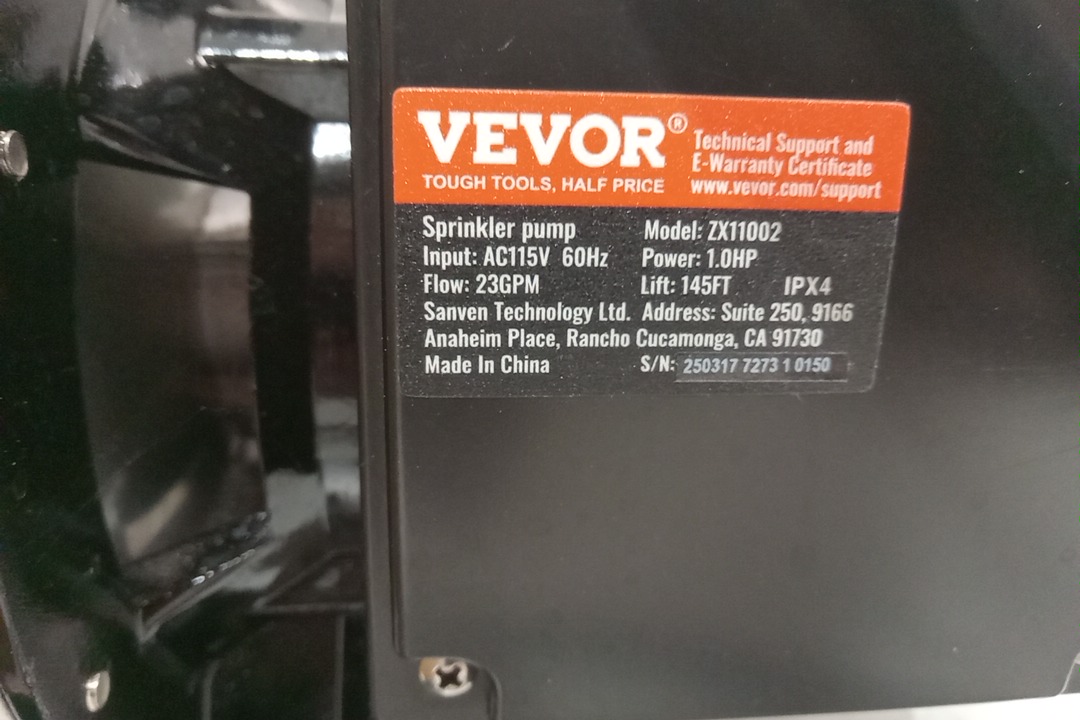 VEVOR®
TOUGH TOOLS, HALF PRICE
Technical Support and
E-Warranty Certificate
www.vevor.com/support
Sprinkler pump Model: ZX11002
Input: AC115V 60Hz Power: 1.0HP
Flow: 23GPM Lift: 145FT IPX4
Sanven Technology Ltd. Address: Suite 250, 9166
Anaheim Place, Rancho Cucamonga, CA 91730
Made In China S/N: 250317 7273 1 0150